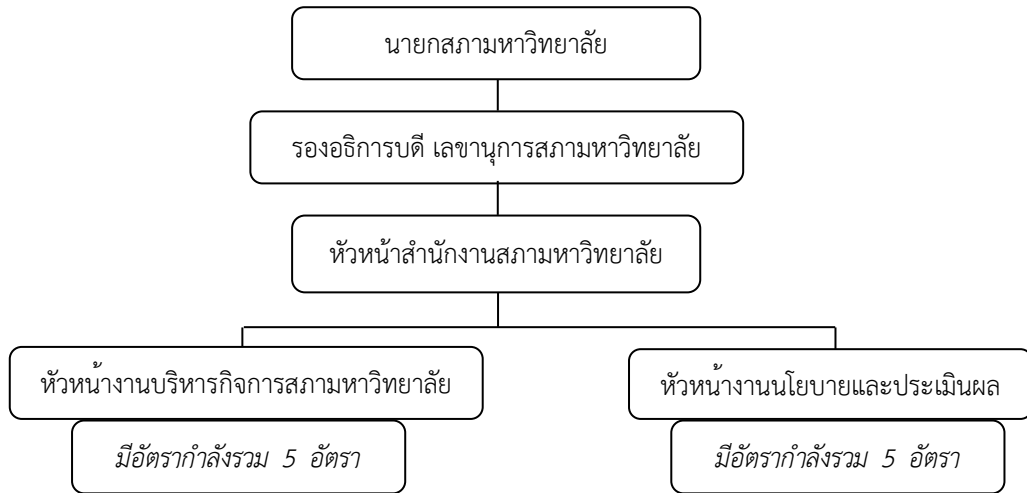 นายกสภามหาวิทยาลัย
รองอธิการบดี เลขานุการสภามหาวิทยาลัย
หัวหน้าสำนักงานสภามหาวิทยาลัย
หัวหน้างานบริหารกิจการสภามหาวิทยาลัย
มีอัตรากำลังรวม 5 อัตรา
หัวหน้างานนโยบายและประเมินผล
มีอัตรากำลังรวม 5 อัตรา